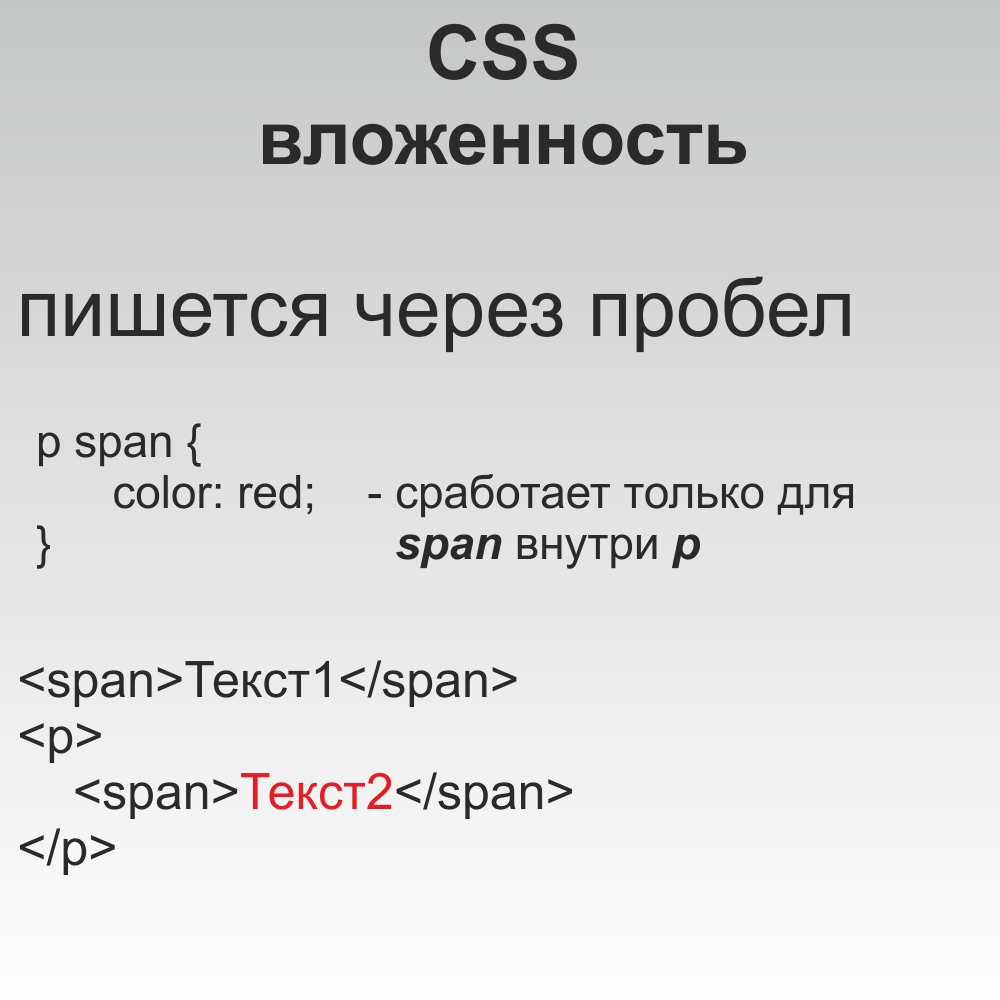 CSS
вложенность
пишется через пробел
p span {
color: red; - сработает только для
} span внутри p
<span>Текст1</span>
<p>
<span>Текст2</span>
</p>